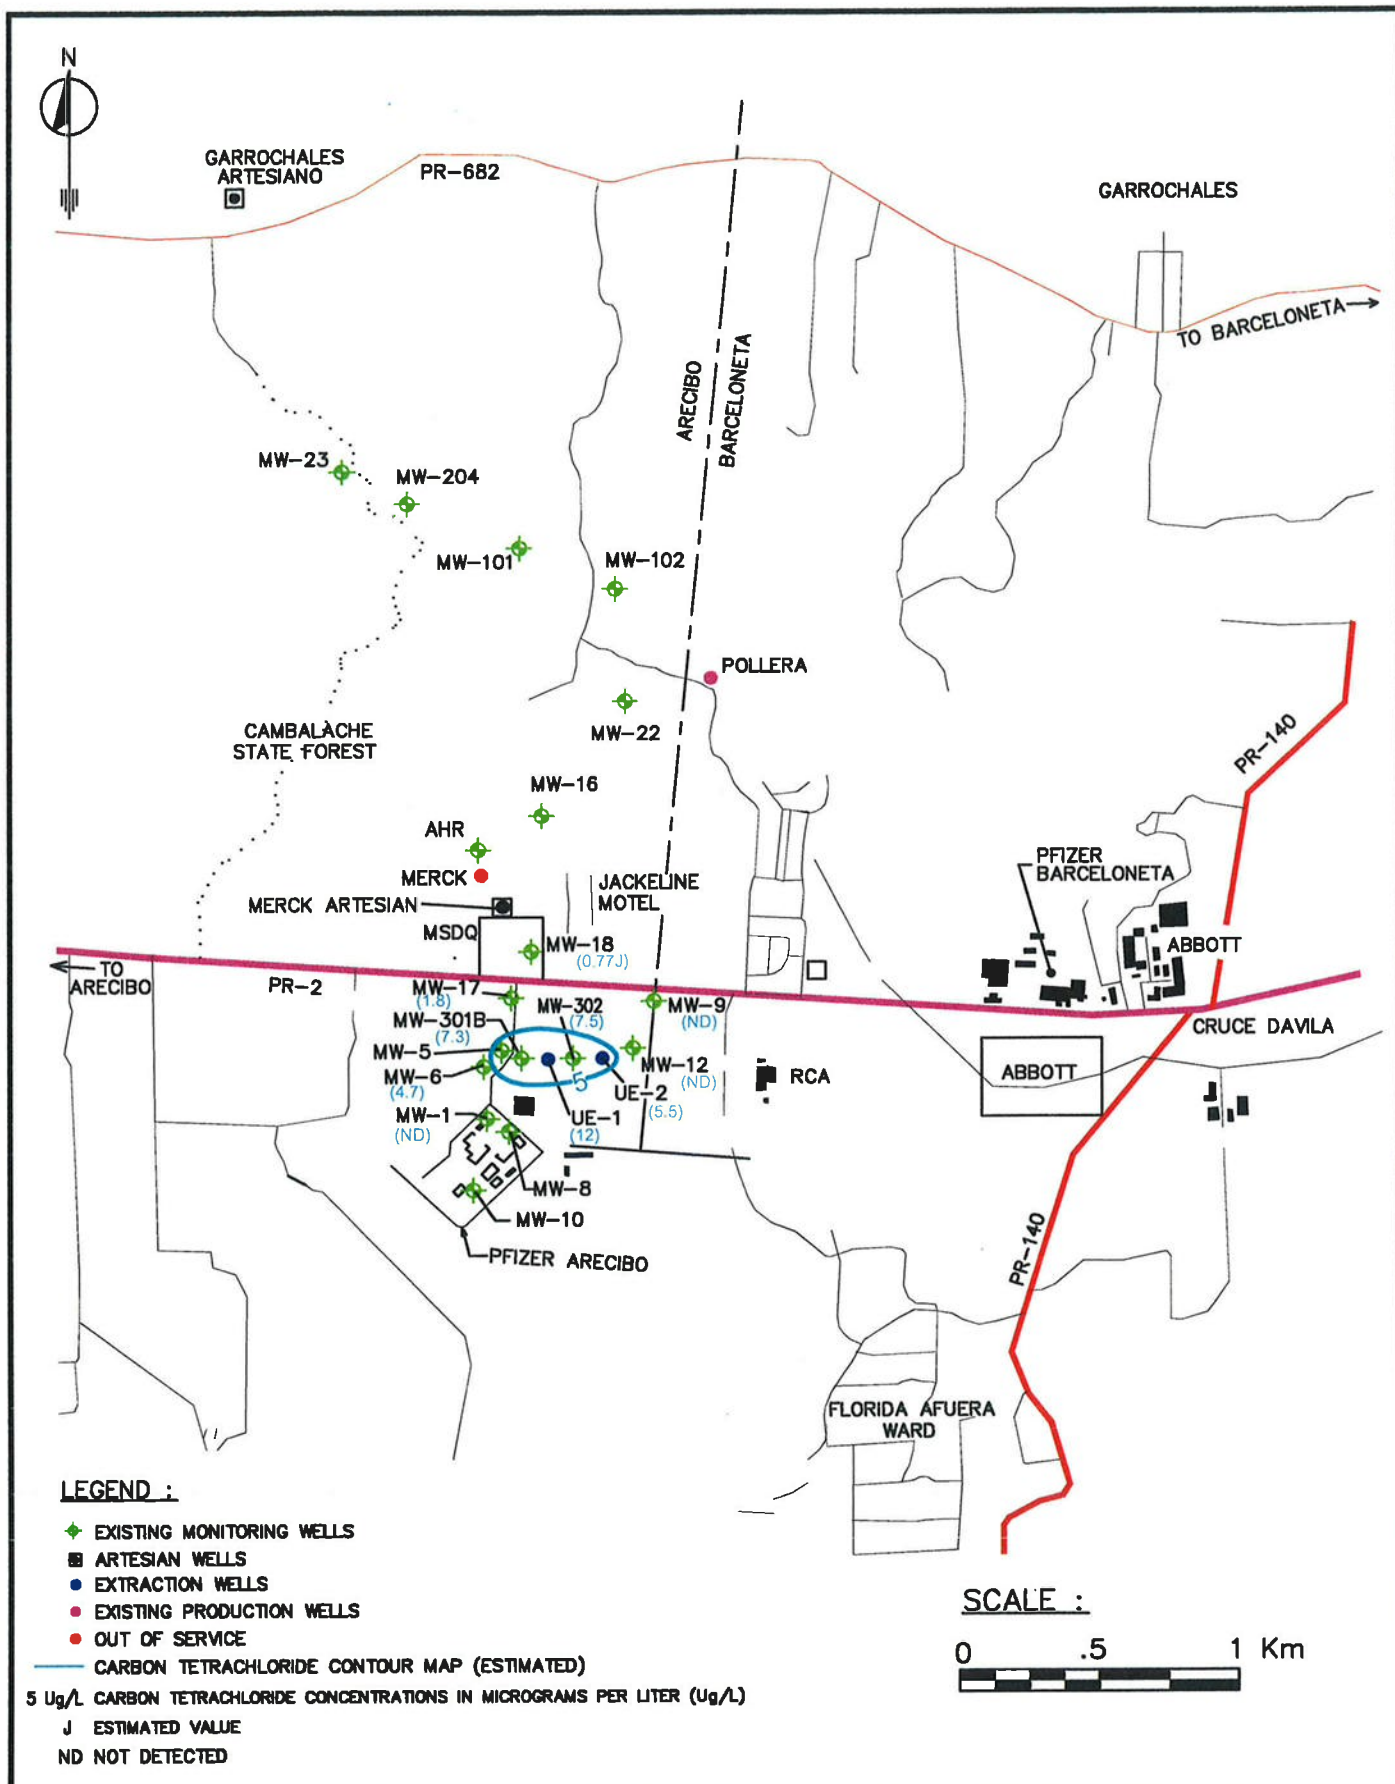 N
GARROCHALES
ARTESIANO
PR-682
GARROCHALES
TO BARCELONETA
ARECIBO
BARCELONETA
MW-23
MW-204
MW-101
MW-102
POLLERA
MW-22
CAMBALACHE
STATE FOREST
PR-140
MW-16
AHR
MERCK
MERCK ARTESIAN
JACKELINE
MOTEL
PFIZER
BARCELONETA
MSDQ
MW-18
(0.77J)
ABBOTT
TO
ARECIBO
PR-2
MW-17
(1.8)
MW-302
(7.5)
MW-9
(ND)
MW-301B
(7.3)
CRUCE DAVILA
MW-5
MW-6
(4.7)
5
MW-12
(ND)
RCA
ABBOTT
UE-2
(5.5)
MW-1
(ND)
UE-1
(12)
MW-8
MW-10
PFIZER ARECIBO
PR-140
FLORIDA AFUERA
WARD
LEGEND :
EXISTING MONITORING WELLS
ARTESIAN WELLS
EXTRACTION WELLS
EXISTING PRODUCTION WELLS
OUT OF SERVICE
CARBON TETRACHLORIDE CONTOUR MAP (ESTIMATED)
5 Ug/L CARBON TETRACHLORIDE CONCENTRATIONS IN MICROGRAMS PER LITER (Ug/L)
J ESTIMATED VALUE
ND NOT DETECTED
SCALE :
0 .5 1 Km